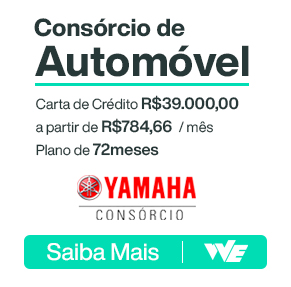 Consórcio de
Automóvel
Carta de Crédito R$39.000,00
a partir de R$784,66 / mês
Plano de 72meses
YAMAHA
CONSÓRCIO
Saiba Mais | WE